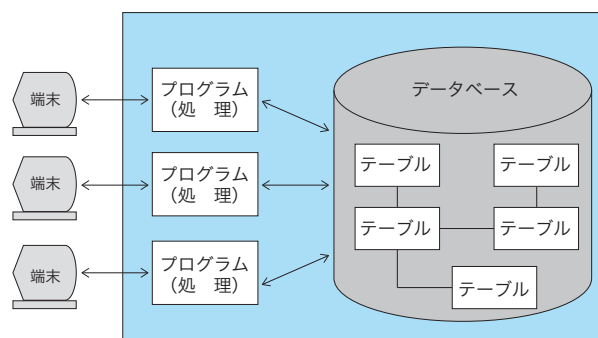 データベース
端末
プログラム
（処　理）
テーブル
テーブル
端末
プログラム
（処　理）
テーブル
テーブル
端末
プログラム
（処　理）
テーブル